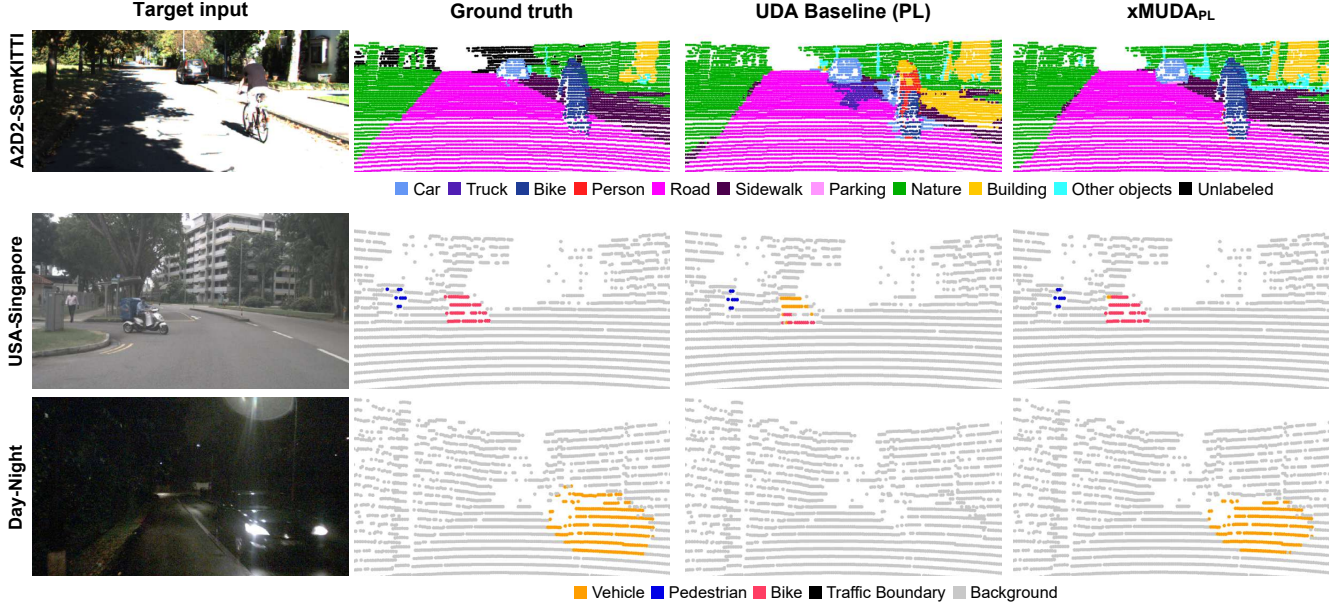 Target input Ground truth UDA Baseline (PL) xMUDAPL
A2D2-SemKITTI
Car Truck Bike Person Road Sidewalk Parking Nature Building Other objects Unlabeled
USA-Singapore
Day-Night
Vehicle Pedestrian Bike Traffic Boundary Background